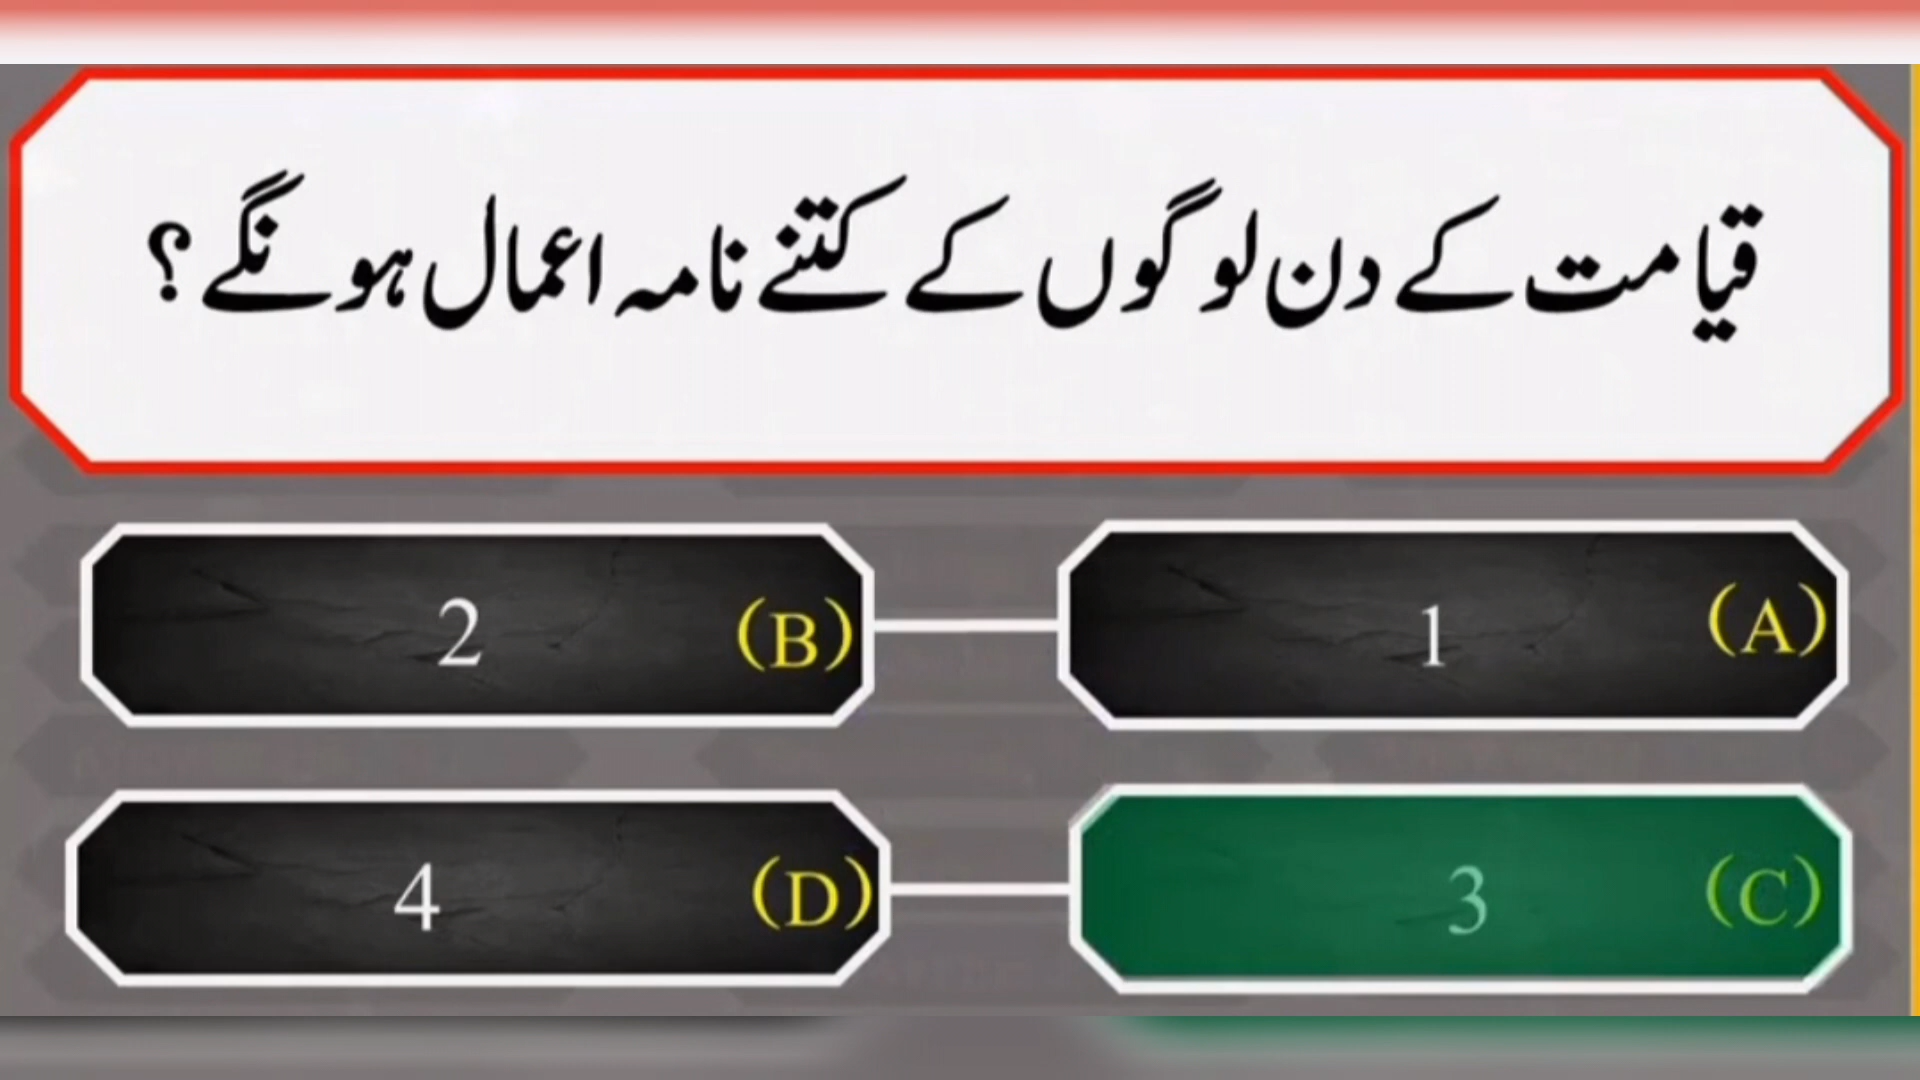 قیامت کے دن لوگوں کے کتنے نامہ اعمال ہونگے؟
(A) 1
(B) 2
(C) 3
(D) 4